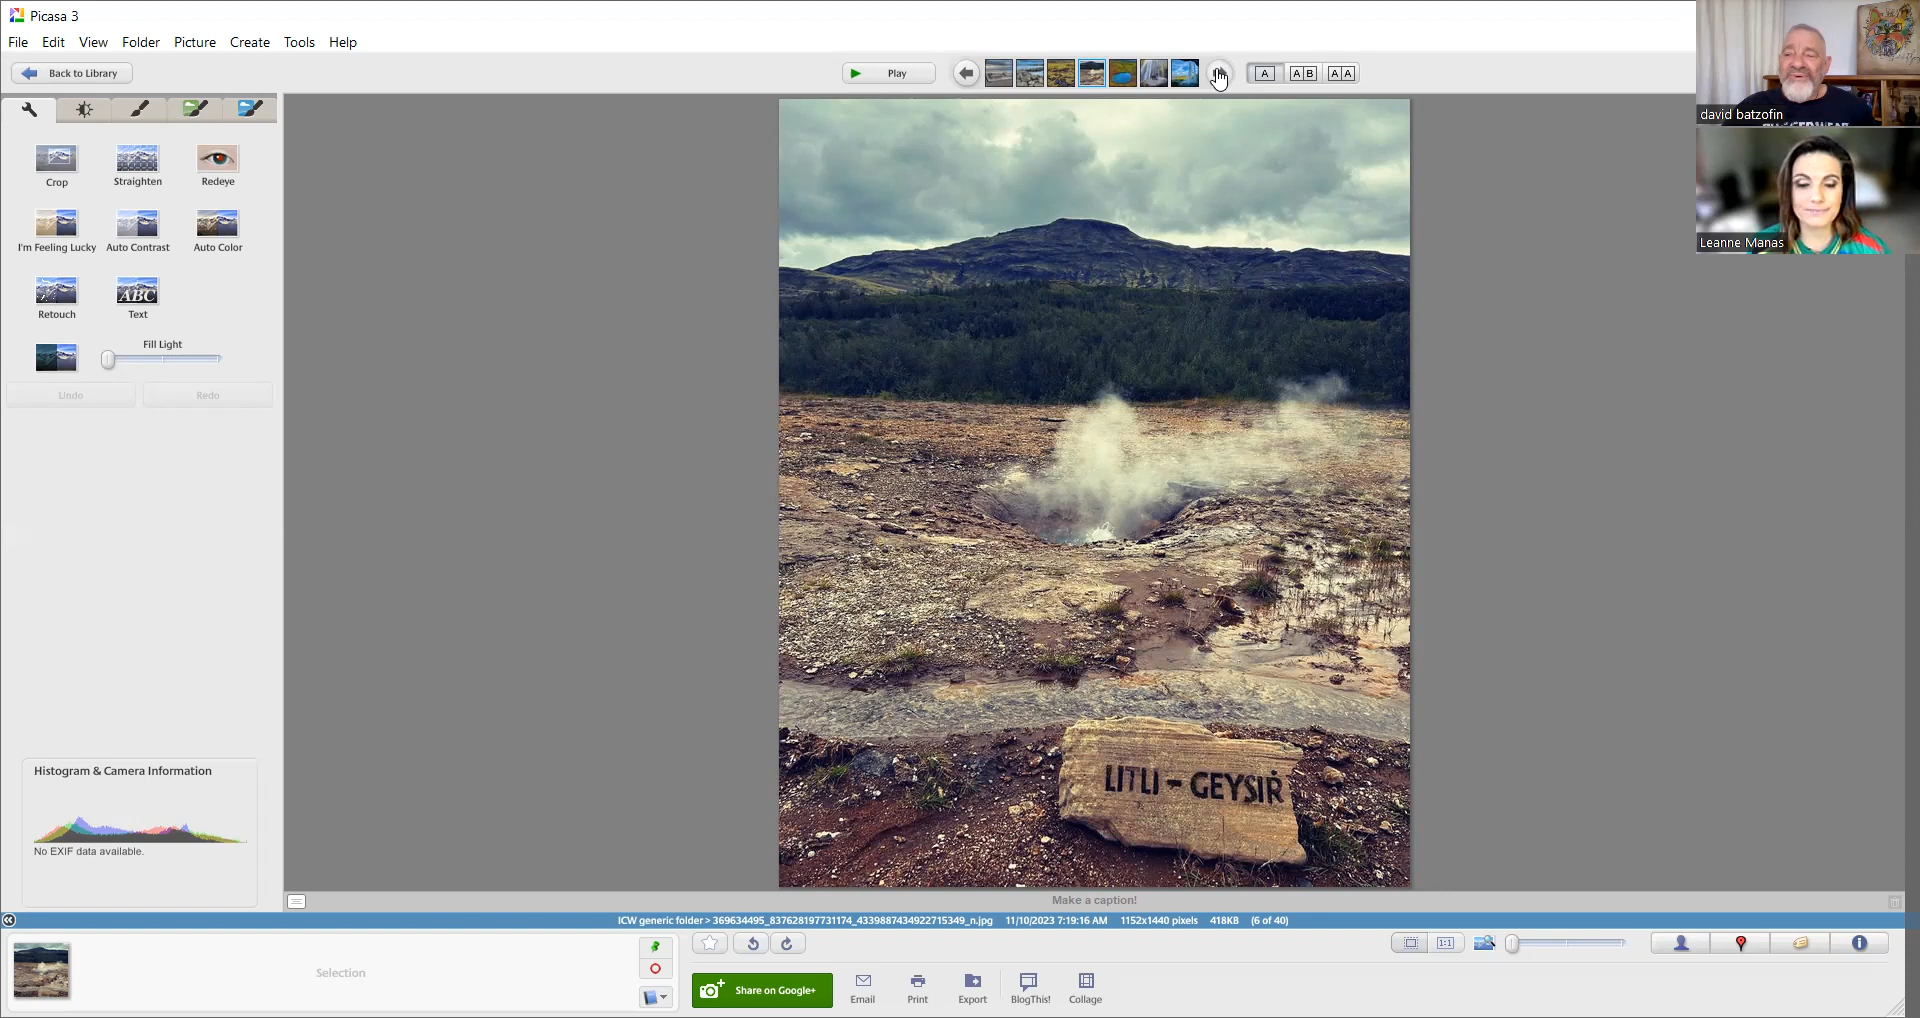 Picasa 3
File Edit View Folder Picture Create Tools Help
Back to Library
Play
A
A B
A A
david batzofin
Leanne Manas
Crop
Straighten
Redeye
I'm Feeling Lucky
Auto Contrast
Auto Color
Retouch
ABC
Text
Fill Light
Undo
Redo
LITLI - GEYSIR
Histogram & Camera Information
No EXIF data available.
Make a caption!
ICW generic folder > 369634495_837628197731174_4339887434922715349_n.jpg 11/10/2023 7:19:16 AM 1152x1440 pixels 418KB (6 of 40)
1:1
Selection
Share on Google+
Email
Print
Export
BlogThis!
Collage